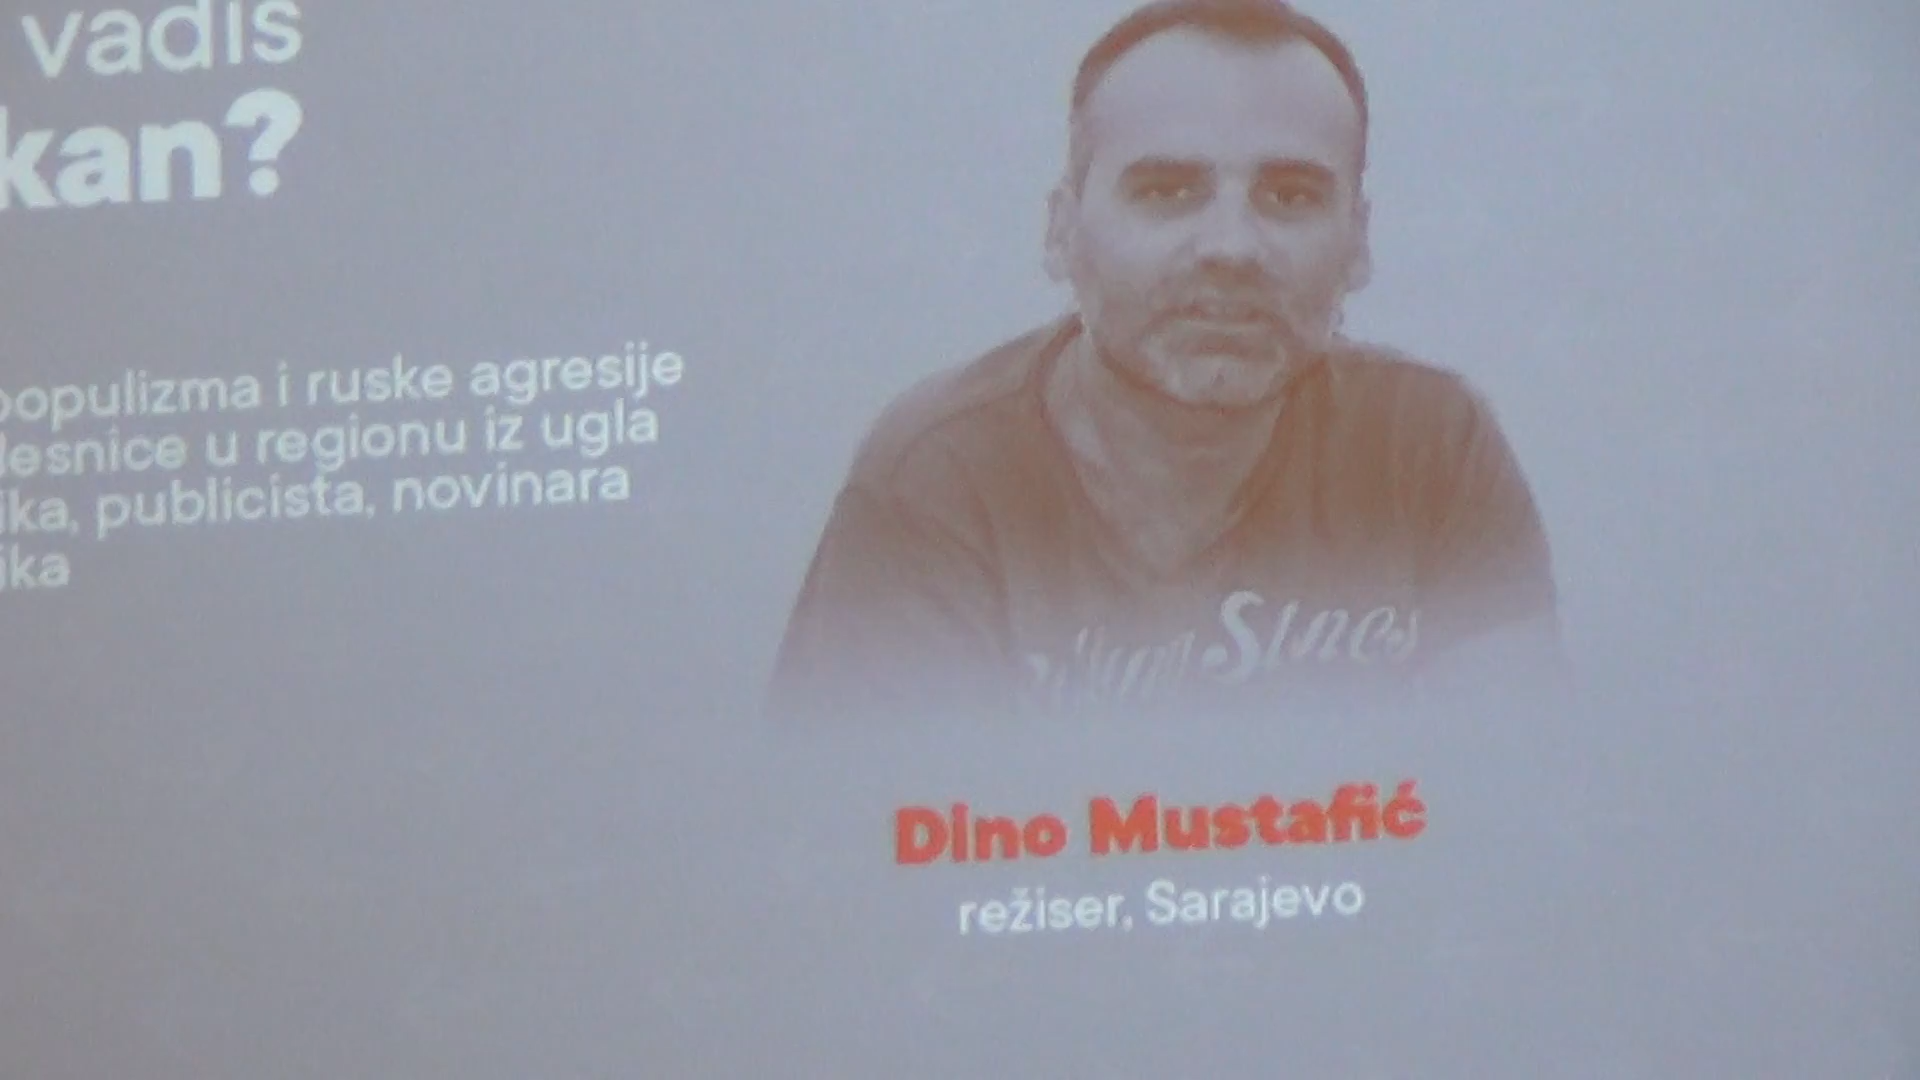 vadis
kan?
populizma i ruske agresije
desnice u regionu iz ugla
ika, publicista, novinara
ika
Dino Mustafić
režiser, Sarajevo